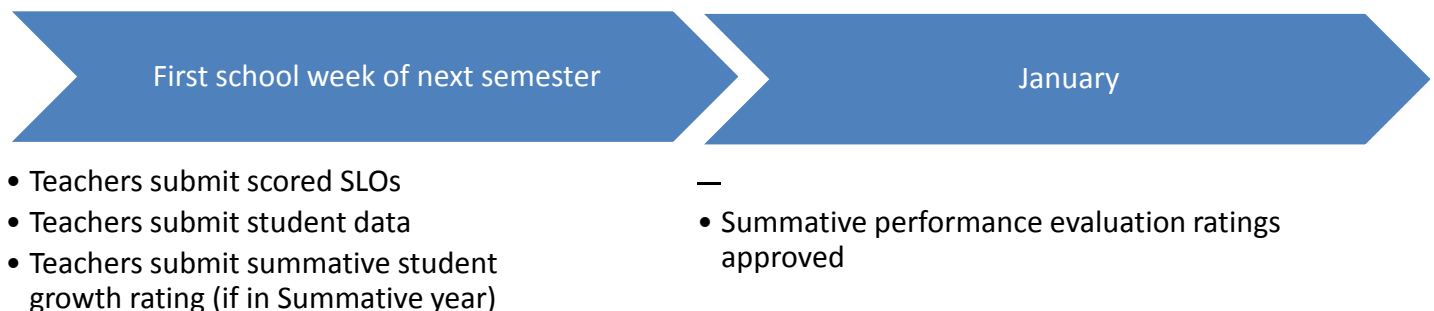 First school week of next semester
January
• Teachers submit scored SLOs
• Teachers submit student data
• Teachers submit summative student
growth rating (if in Summative year)
—
• Summative performance evaluation ratings
approved